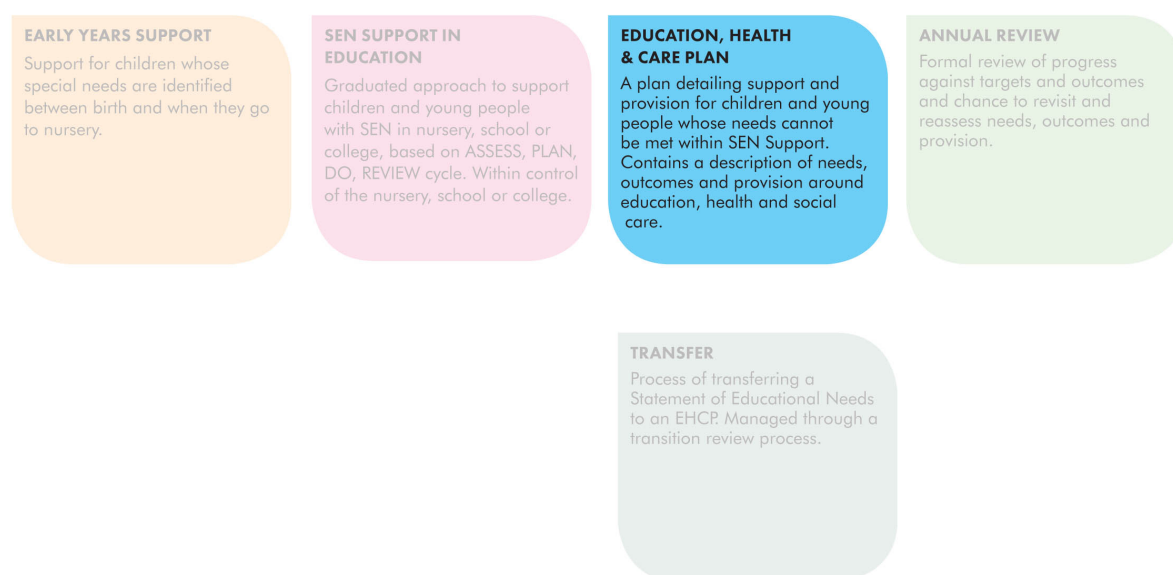 EARLY YEARS SUPPORT
Support for children whose
special needs are identified
between birth and when they go
to nursery.
SEN SUPPORT IN
EDUCATION
Graduated approach to support
children and young people
with SEN in nursery, school or
college, based on ASSESS, PLAN,
DO, REVIEW cycle. Within control
of the nursery, school or college.
EDUCATION, HEALTH
& CARE PLAN
A plan detailing support and
provision for children and young
people whose needs cannot
be met within SEN Support.
Contains a description of needs,
outcomes and provision around
education, health and social
care.
ANNUAL REVIEW
Formal review of progress
against targets and outcomes
and chance to revisit and
reassess needs, outcomes and
provision.
TRANSFER
Process of transferring a
Statement of Educational Needs
to an EHCP. Managed through a
transition review process.